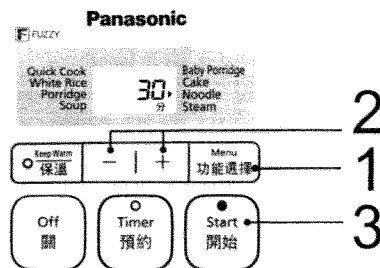 Panasonic
F FUZZY
Quick Cook
White Rice
Porridge
Soup
30
分
Baby Porridge
Cake
Noodle
Steam
2
Keep Warm
保溫
− | +
Menu
功能選擇
1
Off
關
Timer
預約
Start
開始
3